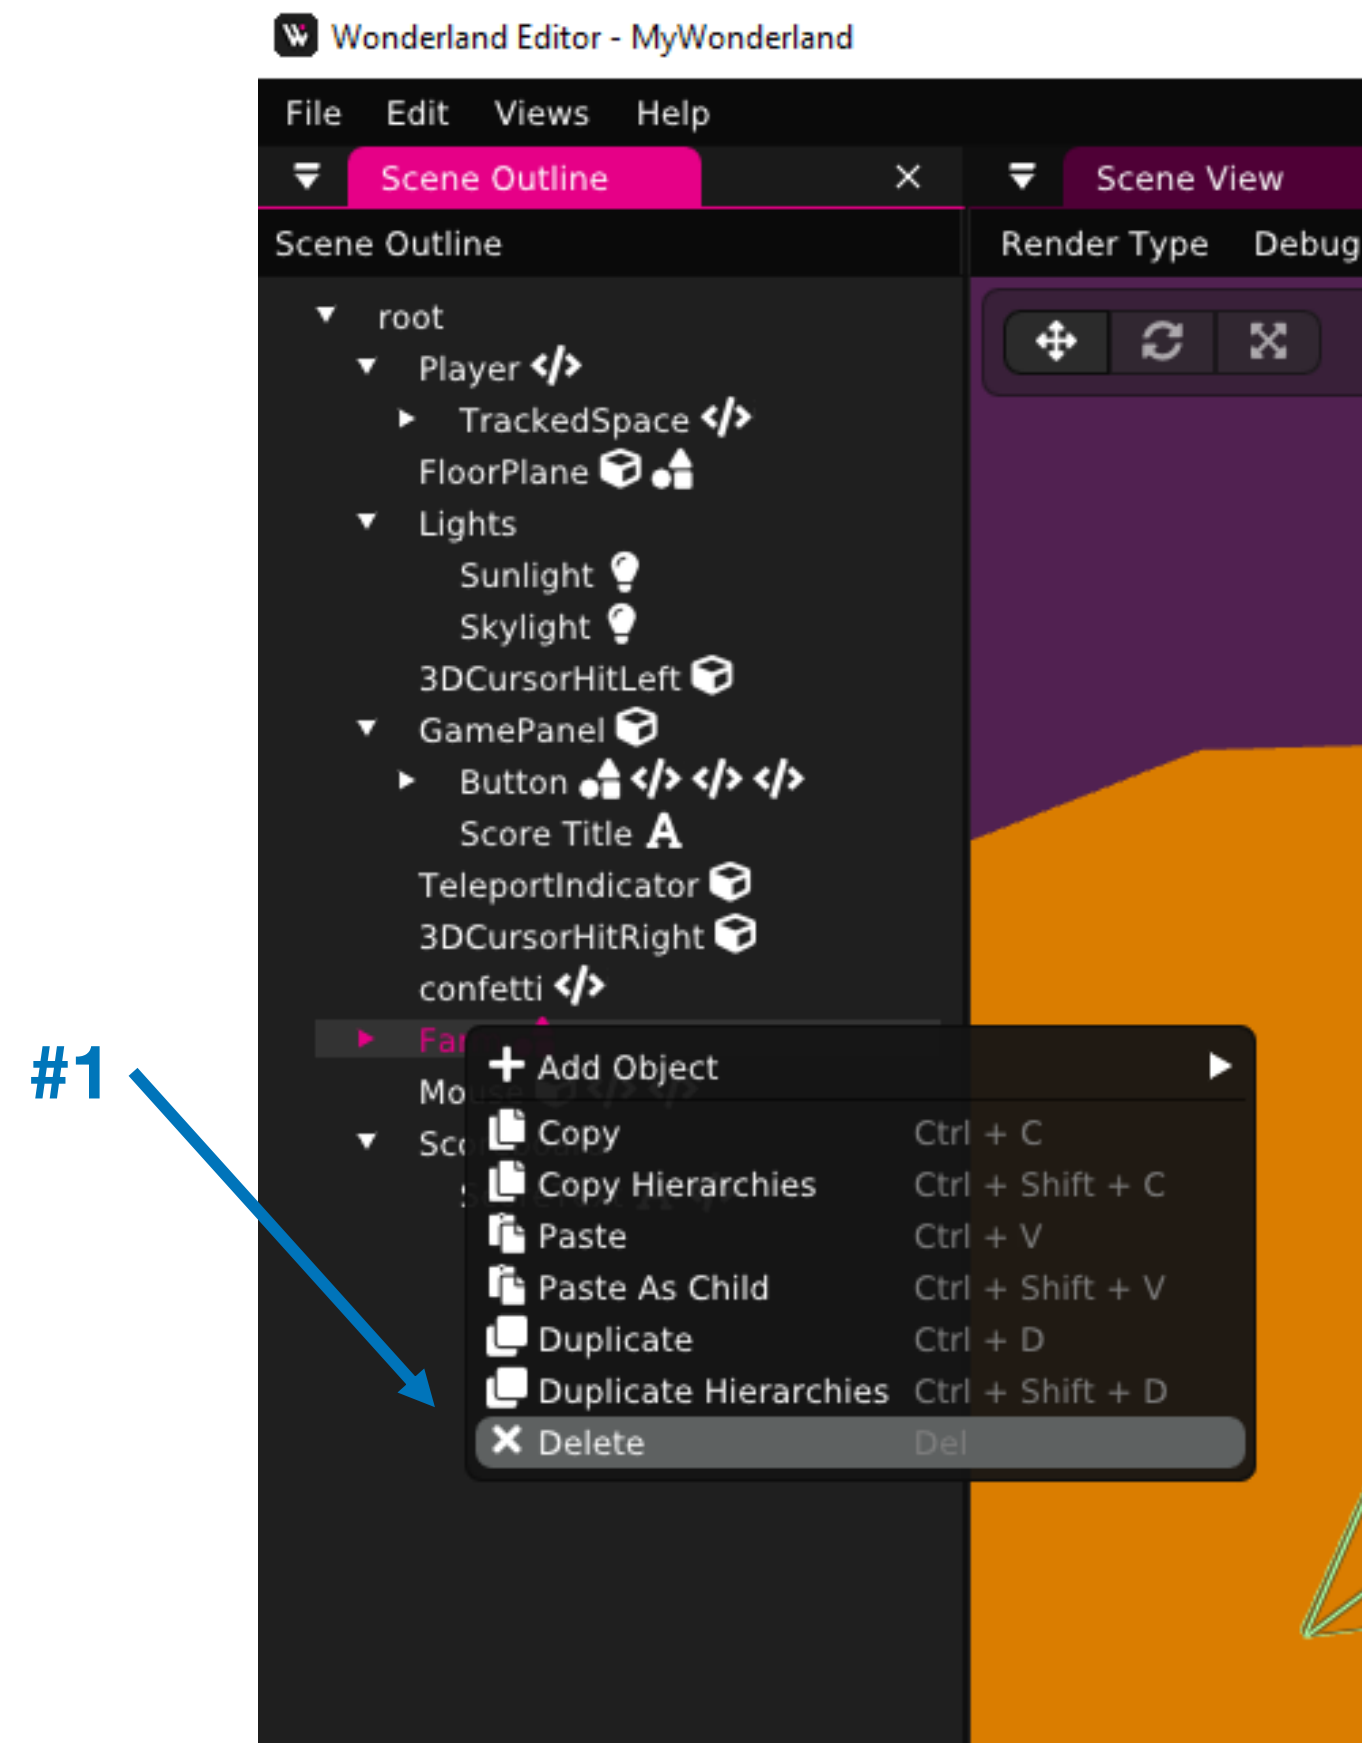 Wonderland Editor - MyWonderland
File Edit Views Help
Scene Outline Scene View
Scene Outline Render Type Debug
root
Player
TrackedSpace
FloorPlane
Lights
Sunlight
Skylight
3DCursorHitLeft
GamePanel
Button
Score Title A
TeleportIndicator
3DCursorHitRight
confetti
#1
Add Object
Mouse
Copy Ctrl + C
Copy Hierarchies Ctrl + Shift + C
Paste Ctrl + V
Paste As Child Ctrl + Shift + V
Duplicate Ctrl + D
Duplicate Hierarchies Ctrl + Shift + D
Delete Del